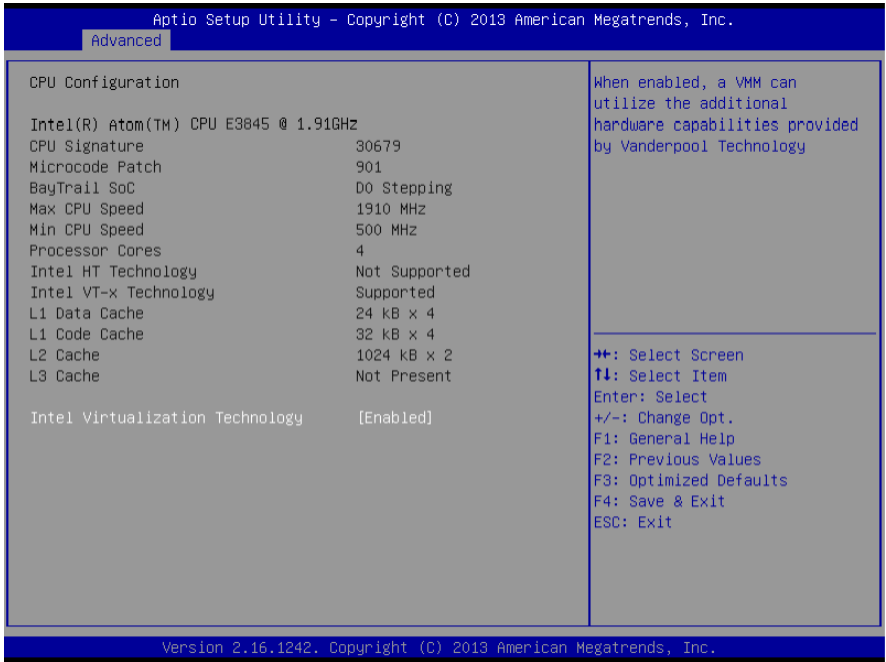 Aptio Setup Utility – Copyright (C) 2013 American Megatrends, Inc.
Advanced
CPU Configuration
Intel(R) Atom(TM) CPU E3845 @ 1.91GHz
CPU Signature 30679
Microcode Patch 901
BayTrail SoC D0 Stepping
Max CPU Speed 1910 MHz
Min CPU Speed 500 MHz
Processor Cores 4
Intel HT Technology Not Supported
Intel VT-x Technology Supported
L1 Data Cache 24 kB x 4
L1 Code Cache 32 kB x 4
L2 Cache 1024 kB x 2
L3 Cache Not Present
Intel Virtualization Technology [Enabled]
When enabled, a VMM can
utilize the additional
hardware capabilities provided
by Vanderpool Technology
→←: Select Screen
↑↓: Select Item
Enter: Select
+/-: Change Opt.
F1: General Help
F2: Previous Values
F3: Optimized Defaults
F4: Save & Exit
ESC: Exit
Version 2.16.1242. Copyright (C) 2013 American Megatrends, Inc.